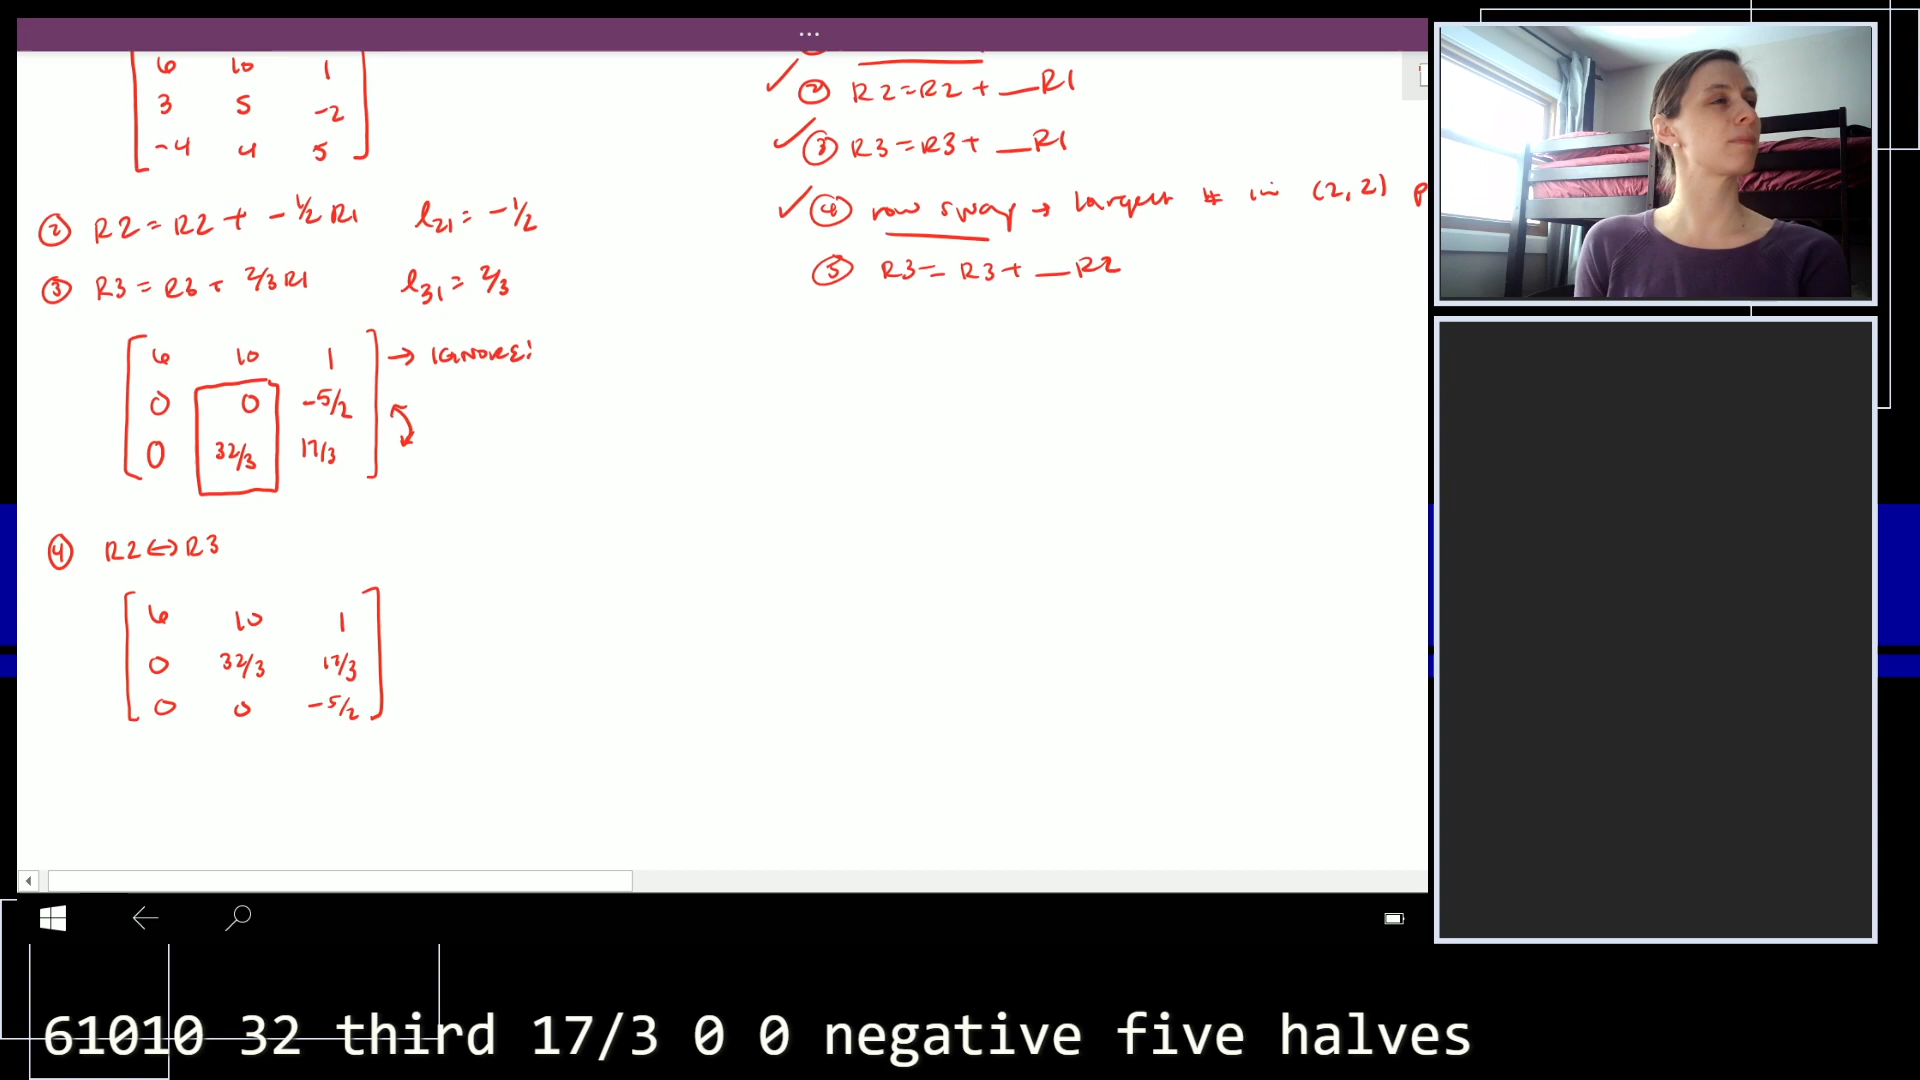 ...
6 10 1
3 5 -2
-4 4 5
② R2=R2 + -1/2 R1 l21 = -1/2
③ R3 = R3 + 2/3 R1 l31 = 2/3
6 10 1 → IGNORE!
0 0 -5/2
0 32/3 17/3
④ R2↔R3
6 10 1
0 32/3 17/3
0 0 -5/2
✓ ② R2=R2 + __R1
✓ ③ R3=R3+ __R1
✓ ④ row swap → largest # in (2,2) p
⑤ R3= R3+ __R2
61010 32 third 17/3 0 0 negative five halves